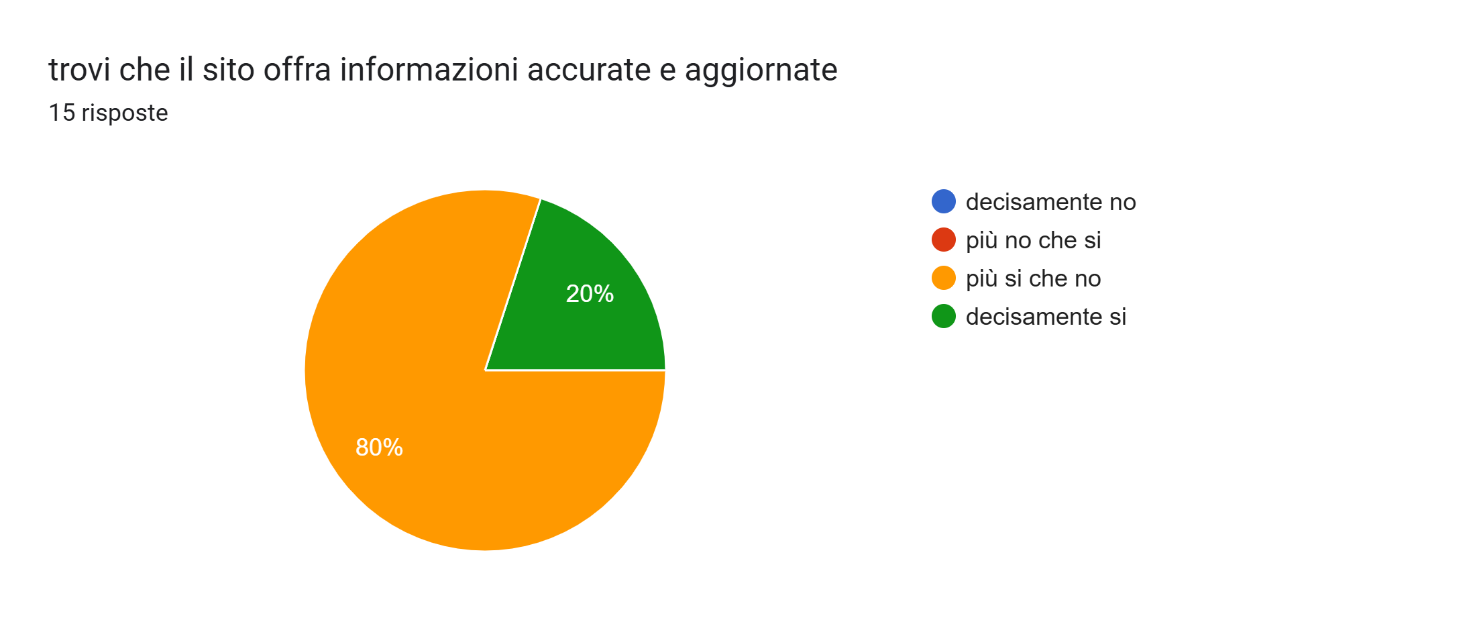 trovi che il sito offra informazioni accurate e aggiornate
15 risposte
decisamente no
più no che si
più si che no
decisamente si
20%
80%